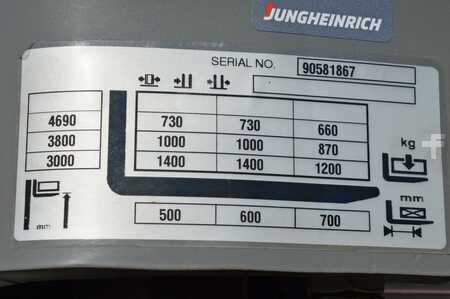 JUNGHEINRICH
SERIAL NO. 90581867
4690 730 730 660
3800 1000 1000 870
3000 1400 1400 1200
kg
mm 500 600 700 mm